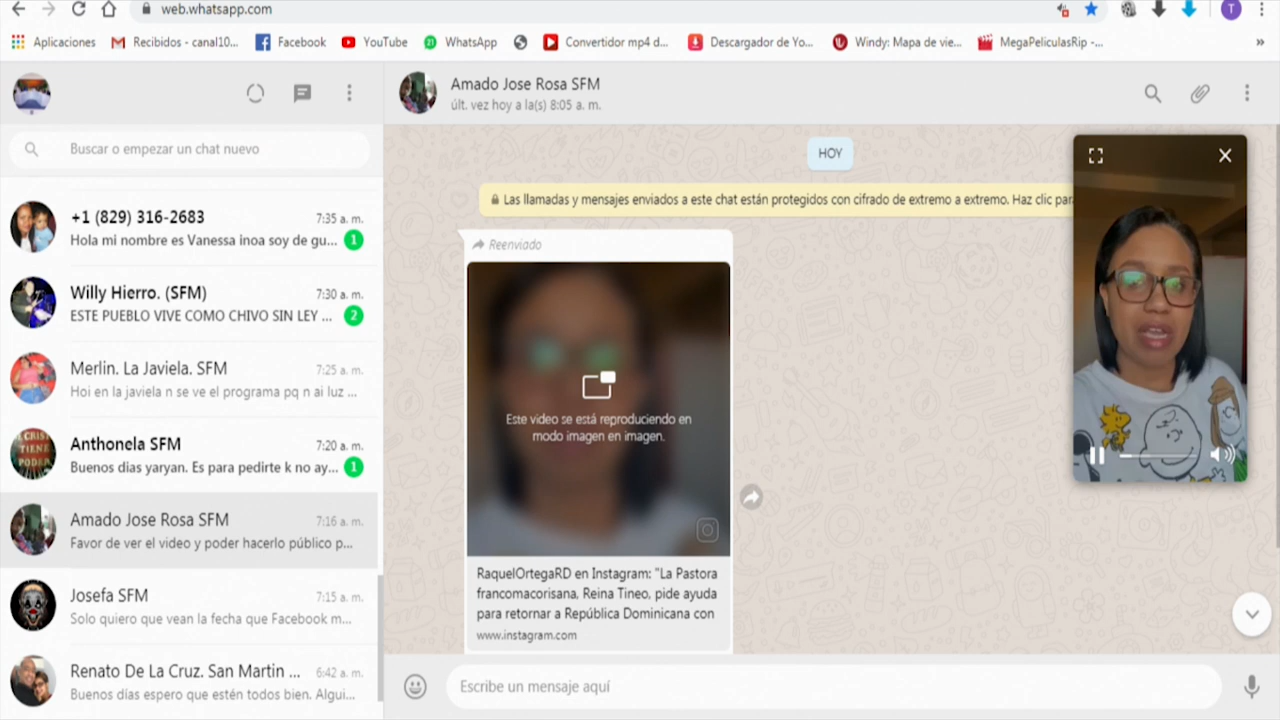 web.whatsapp.com
T
Aplicaciones
Recibidos - canal10...
Facebook
YouTube
WhatsApp
Convertidor mp4 d...
Descargador de Yo...
Windy: Mapa de vie...
MegaPeliculasRip -...
»
Buscar o empezar un chat nuevo
+1 (829) 316-2683
7:35 a. m.
Hola mi nombre es Vanessa inoa soy de gu...
1
Willy Hierro. (SFM)
7:30 a. m.
ESTE PUEBLO VIVE COMO CHIVO SIN LEY ...
2
Merlin. La Javiela. SFM
7:25 a. m.
Hoi en la javiela n se ve el programa pq n ai luz ...
CRISTO
TIENE
PODER
Anthonela SFM
7:20 a. m.
Buenos dias yaryan. Es para pedirte k no ay...
1
Amado Jose Rosa SFM
7:16 a. m.
Favor de ver el video y poder hacerlo público p...
Josefa SFM
7:15 a. m.
Solo quiero que vean la fecha que Facebook m...
Renato De La Cruz. San Martin ...
6:42 a. m.
Buenos días espero que estén todos bien. Algui...
Amado Jose Rosa SFM
últ. vez hoy a la(s) 8:05 a. m.
HOY
Las llamadas y mensajes enviados a este chat están protegidos con cifrado de extremo a extremo. Haz clic par
Reenviado
Este video se está reproduciendo en
modo imagen en imagen.
RaquelOrtegaRD en Instagram: "La Pastora
francomacorisana, Reina Tineo, pide ayuda
para retornar a República Dominicana con
www.instagram.com
Escribe un mensaje aquí